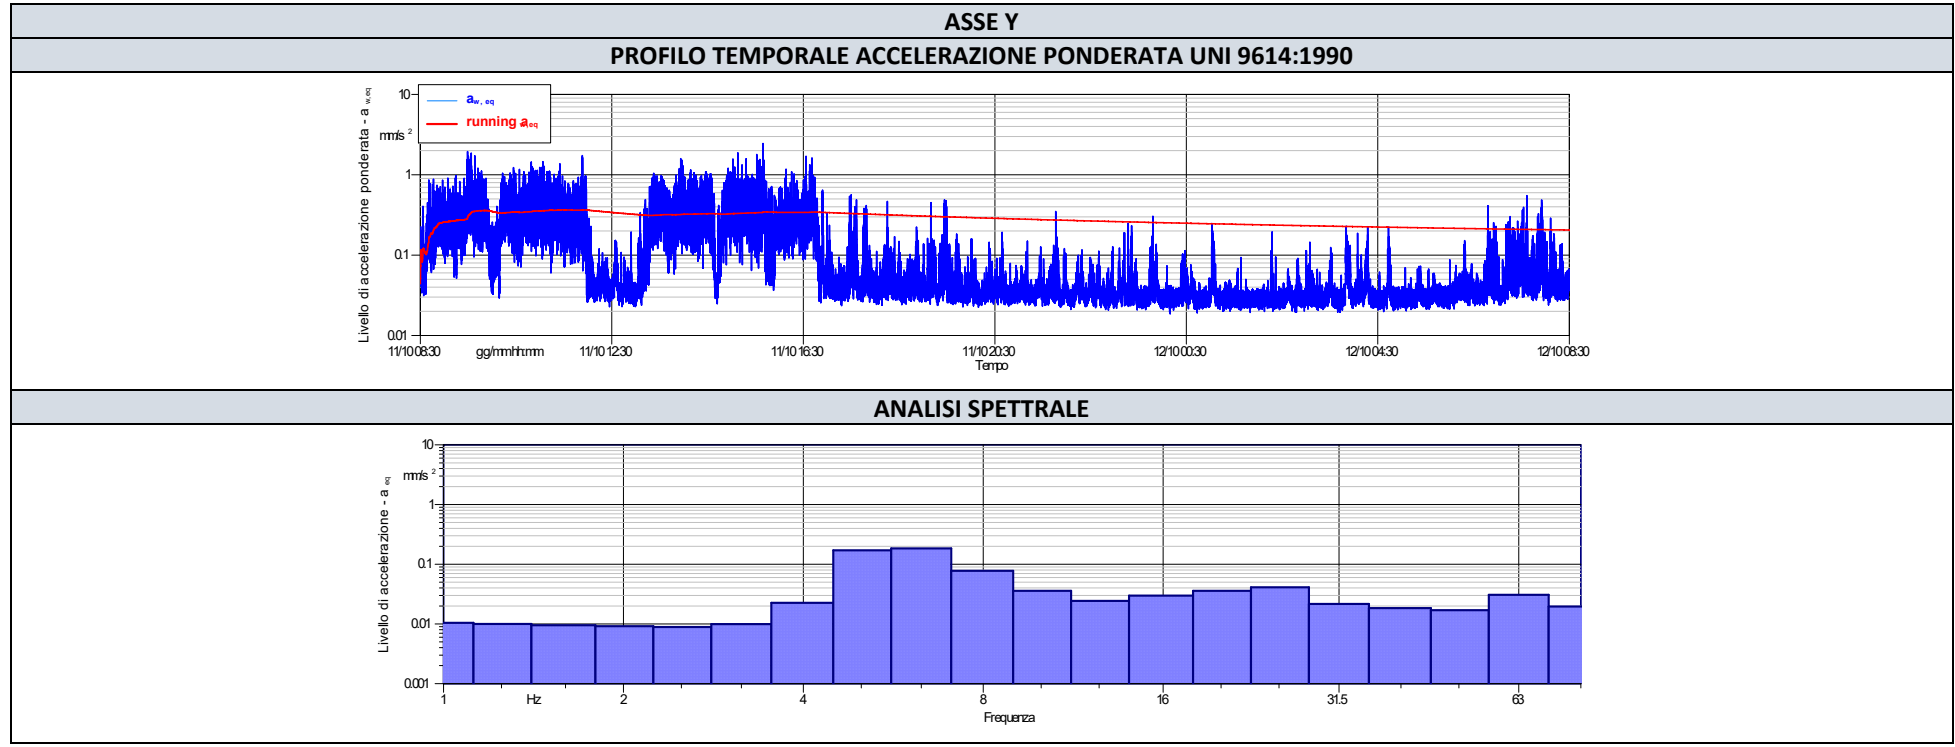 ASSE Y
PROFILO TEMPORALE ACCELERAZIONE PONDERATA UNI 9614:1990
Livello di accelerazione ponderata - a w,eq
10
mm/s 2
1
0.1
0.01
a w, eq
running a w,eq
11/10 08:30 gg/mm hh:mm 11/10 12:30 11/10 16:30 11/10 20:30 12/10 00:30 12/10 04:30 12/10 08:30
Tempo
ANALISI SPETTRALE
Livello di accelerazione - a eq
10
mm/s 2
1
0.1
0.01
0.001
1 Hz 2 4 8 16 31.5 63
Frequenza